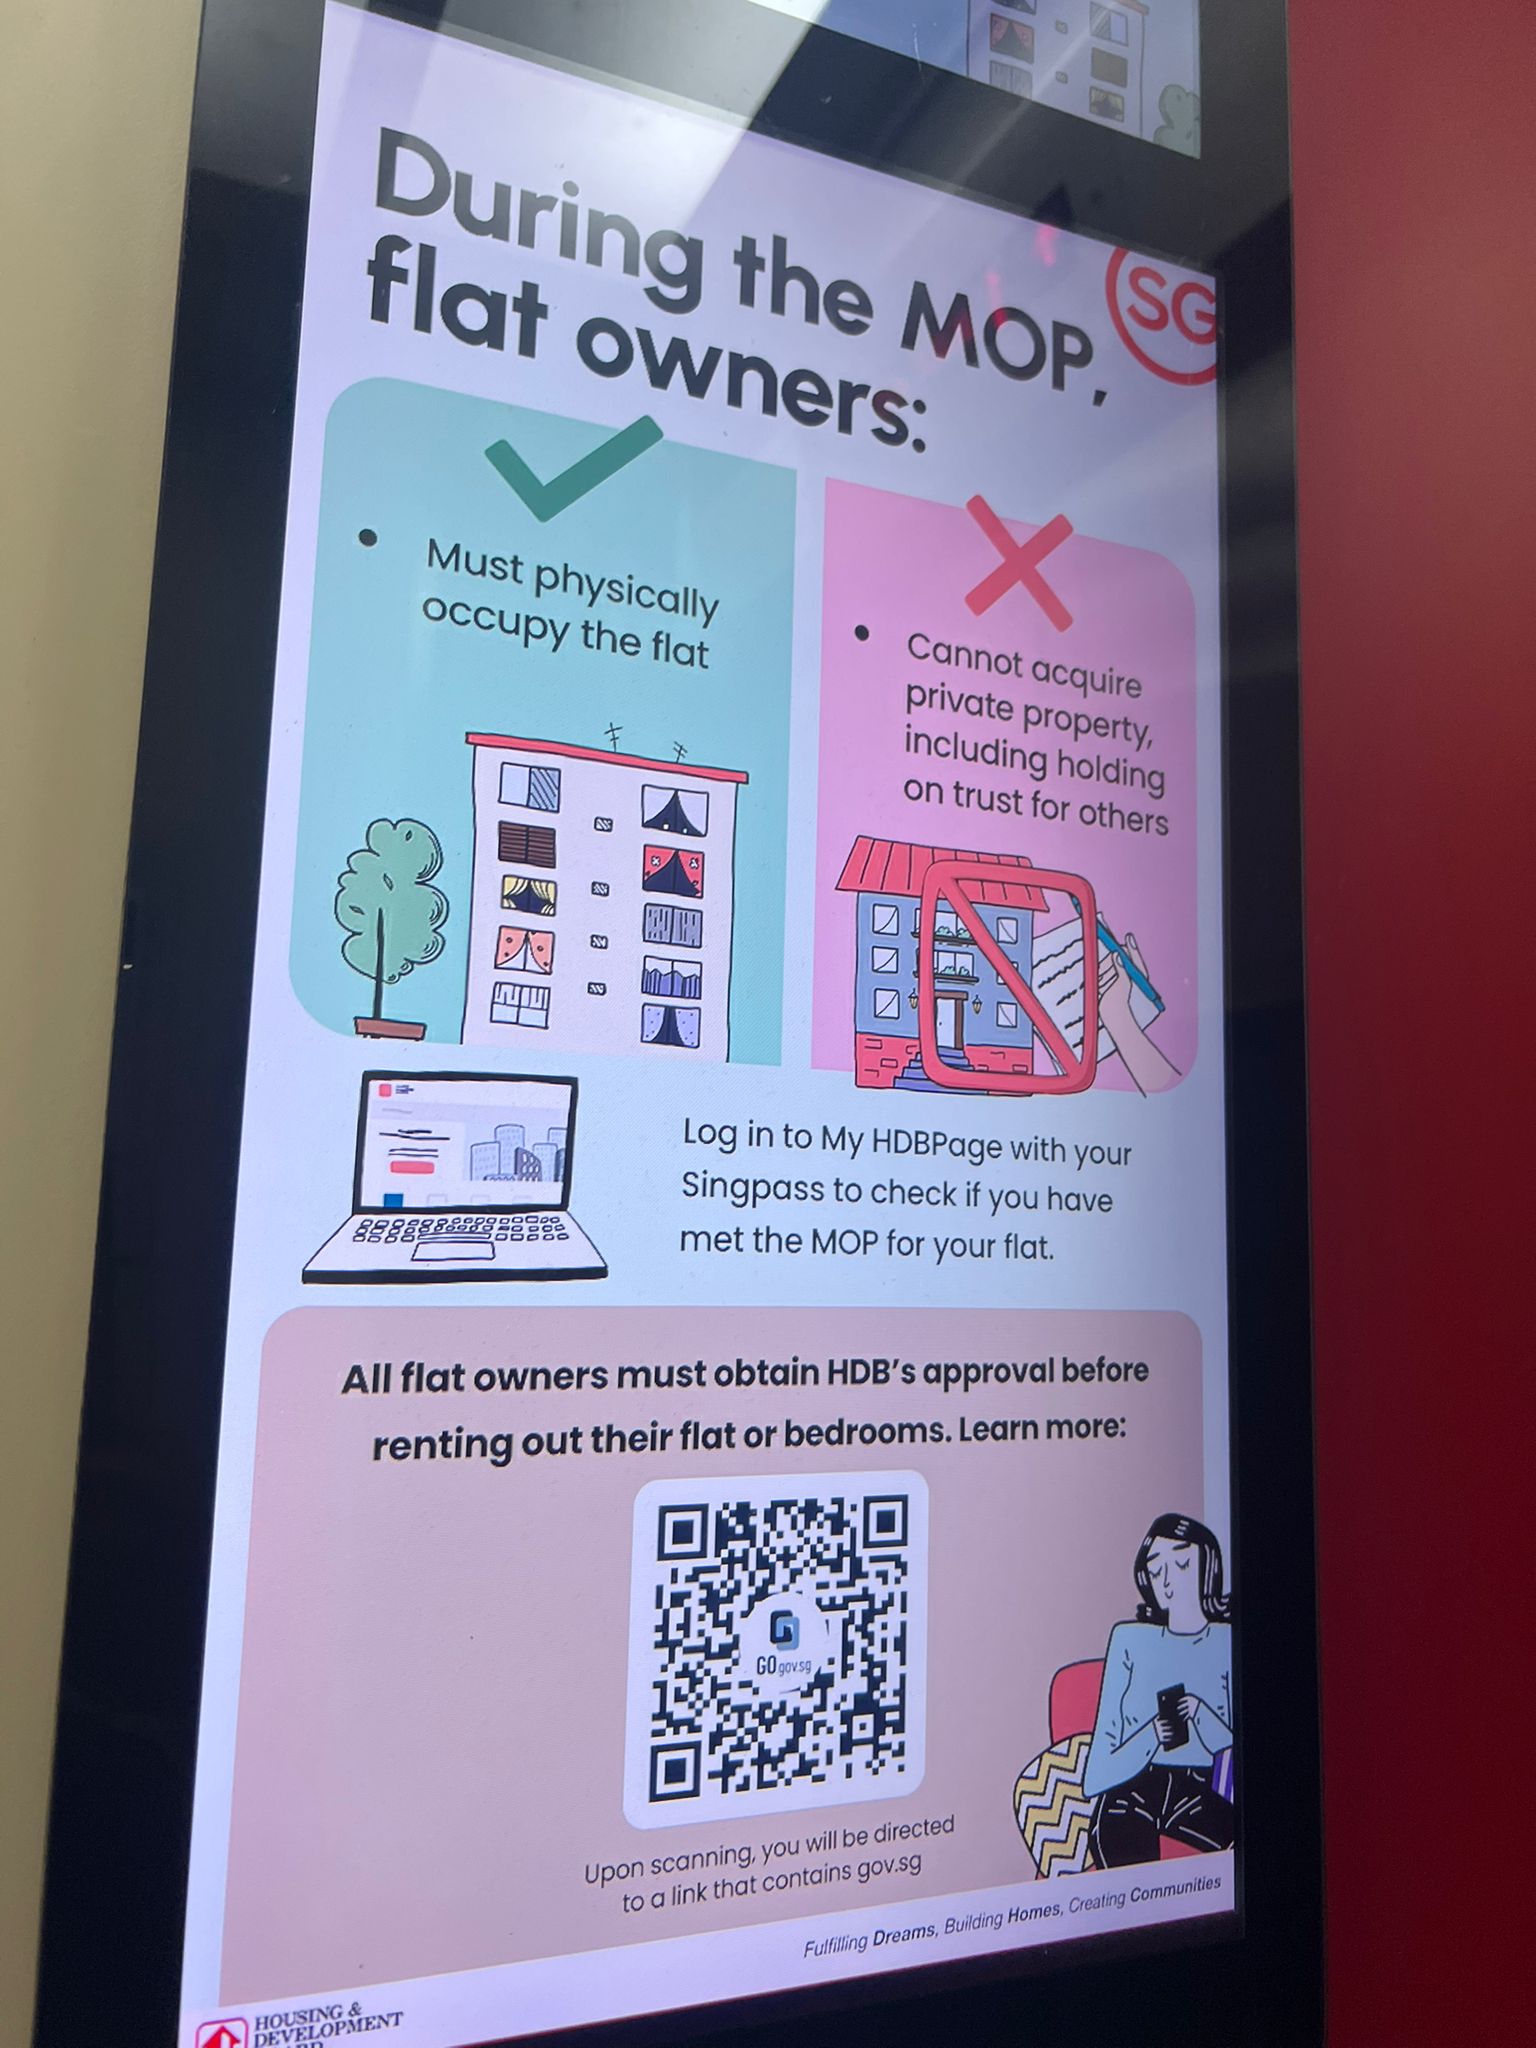 During the MOP,
flat owners:
SG
• Must physically
occupy the flat
• Cannot acquire
private property,
including holding
on trust for others
Log in to My HDBPage with your
Singpass to check if you have
met the MOP for your flat.
All flat owners must obtain HDB's approval before
renting out their flat or bedrooms. Learn more:
GO gov.sg
Upon scanning, you will be directed
to a link that contains gov.sg
Fulfilling Dreams, Building Homes, Creating Communities
HOUSING &
DEVELOPMENT